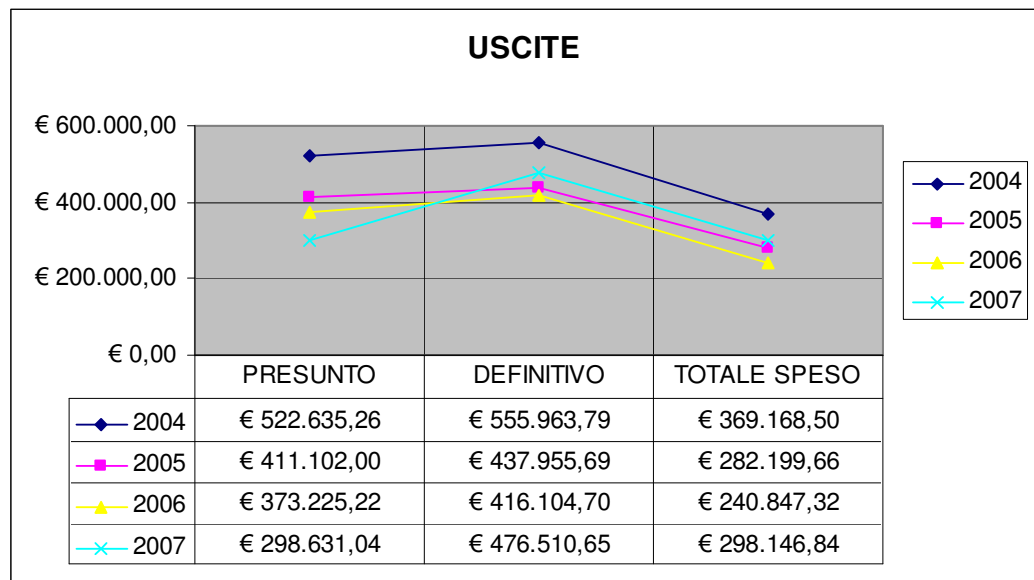 USCITE
€ 600.000,00
€ 400.000,00
€ 200.000,00
€ 0,00
2004
2005
2006
2007
PRESUNTO DEFINITIVO TOTALE SPESO
2004 € 522.635,26 € 555.963,79 € 369.168,50
2005 € 411.102,00 € 437.955,69 € 282.199,66
2006 € 373.225,22 € 416.104,70 € 240.847,32
2007 € 298.631,04 € 476.510,65 € 298.146,84